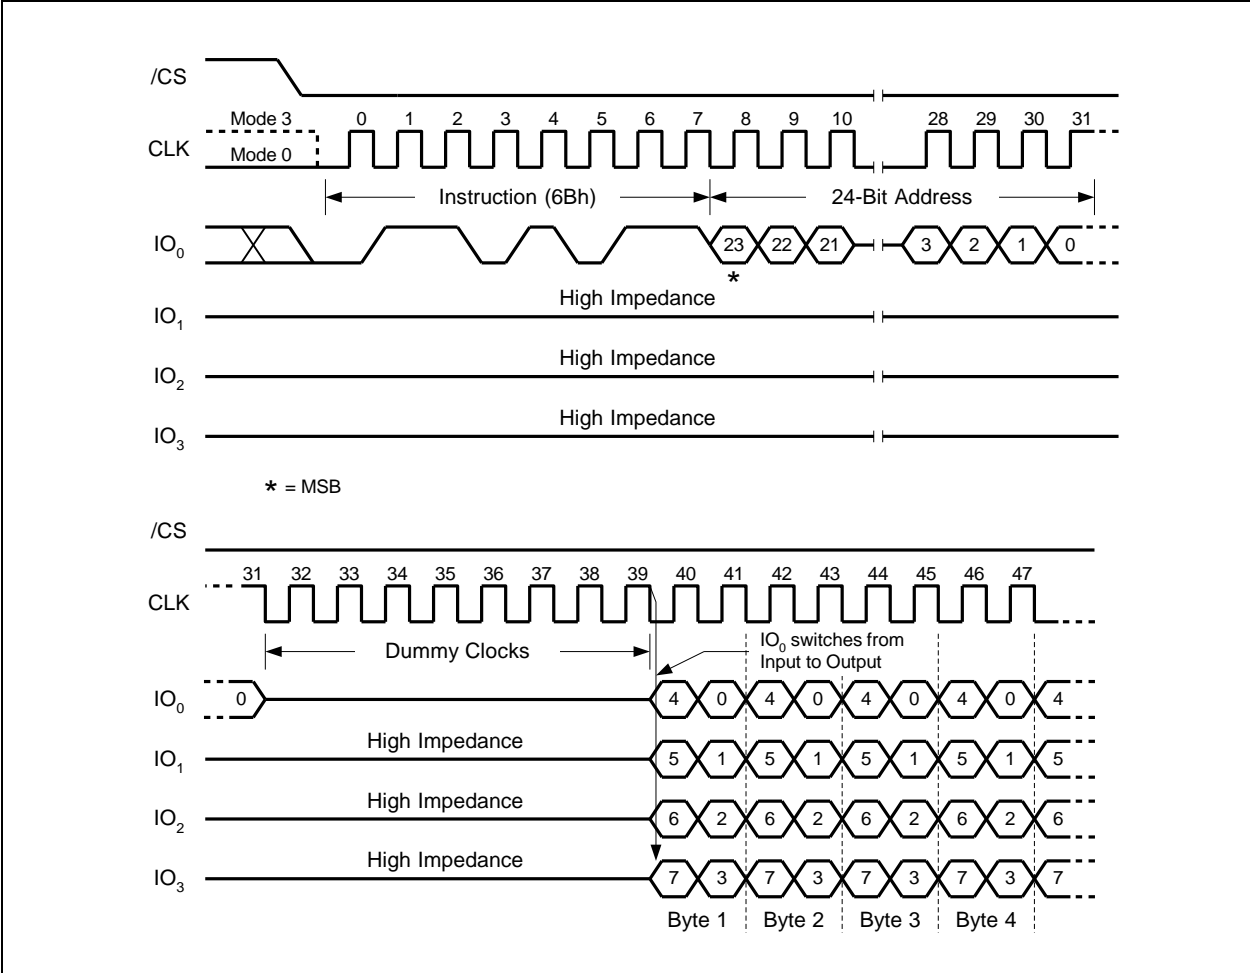 /CS
Mode 3 0 1 2 3 4 5 6 7 8 9 10 28 29 30 31
CLK
Mode 0
Instruction (6Bh) 24-Bit Address
IO0 23 22 21 3 2 1 0
*
High Impedance
IO1
High Impedance
IO2
High Impedance
IO3
* = MSB
/CS
31 32 33 34 35 36 37 38 39 40 41 42 43 44 45 46 47
CLK
Dummy Clocks
IO0 switches from
Input to Output
IO0 0 4 0 4 0 4 0 4 0 4
High Impedance
IO1 5 1 5 1 5 1 5 1 5
High Impedance
IO2 6 2 6 2 6 2 6 2 6
High Impedance
IO3 7 3 7 3 7 3 7 3 7
Byte 1 Byte 2 Byte 3 Byte 4